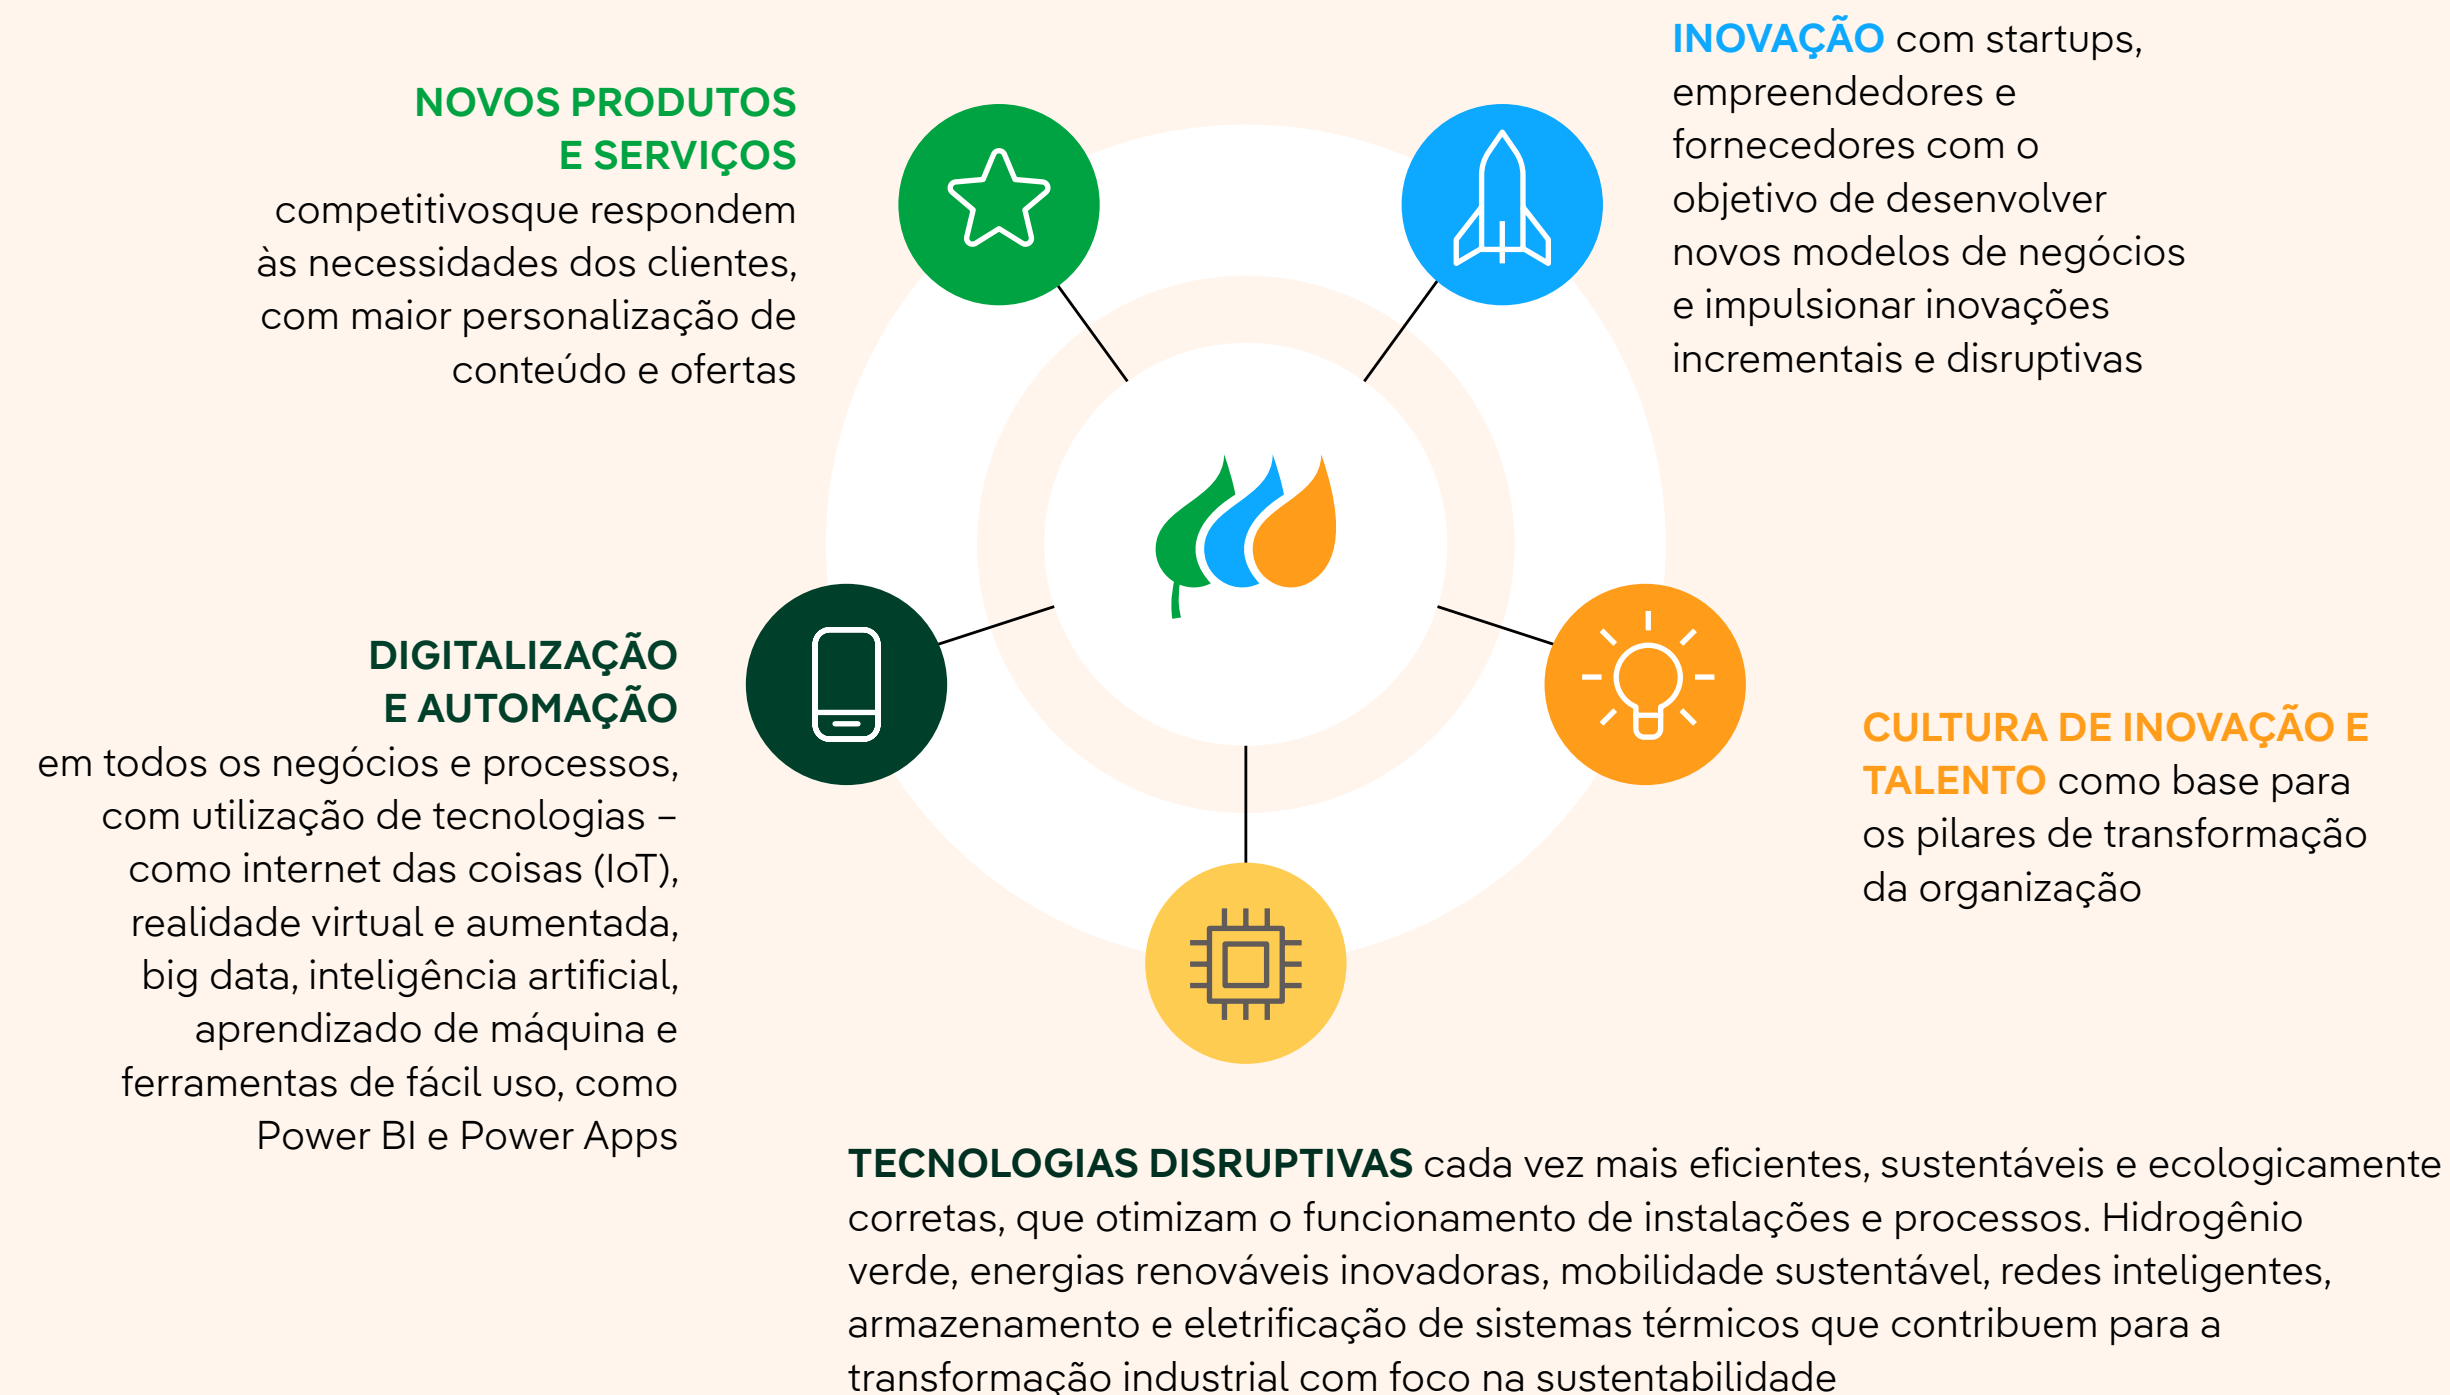 NOVOS PRODUTOS
E SERVIÇOS
competitivosque respondem
às necessidades dos clientes,
com maior personalização de
conteúdo e ofertas
INOVAÇÃO com startups,
empreendedores e
fornecedores com o
objetivo de desenvolver
novos modelos de negócios
e impulsionar inovações
incrementais e disruptivas
DIGITALIZAÇÃO
E AUTOMAÇÃO
em todos os negócios e processos,
com utilização de tecnologias –
como internet das coisas (IoT),
realidade virtual e aumentada,
big data, inteligência artificial,
aprendizado de máquina e
ferramentas de fácil uso, como
Power BI e Power Apps
CULTURA DE INOVAÇÃO E
TALENTO como base para
os pilares de transformação
da organização
TECNOLOGIAS DISRUPTIVAS cada vez mais eficientes, sustentáveis e ecologicamente
corretas, que otimizam o funcionamento de instalações e processos. Hidrogênio
verde, energias renováveis inovadoras, mobilidade sustentável, redes inteligentes,
armazenamento e eletrificação de sistemas térmicos que contribuem para a
transformação industrial com foco na sustentabilidade